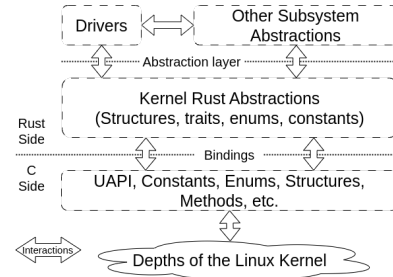 Drivers
Other Subsystem
Abstractions
Abstraction layer
Kernel Rust Abstractions
(Structures, traits, enums, constants)
Rust
Side
Bindings
C
Side
UAPI, Constants, Enums, Structures,
Methods, etc.
Interactions
Depths of the Linux Kernel